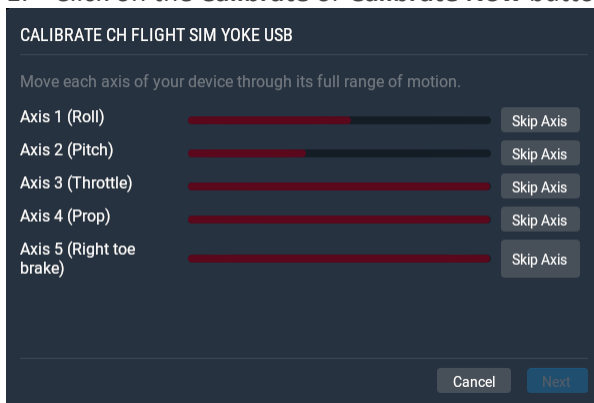 CALIBRATE CH FLIGHT SIM YOKE USB
Move each axis of your device through its full range of motion.
Axis 1 (Roll)
Skip Axis
Axis 2 (Pitch)
Skip Axis
Axis 3 (Throttle)
Skip Axis
Axis 4 (Prop)
Skip Axis
Axis 5 (Right toe
brake)
Skip Axis
Cancel
Next